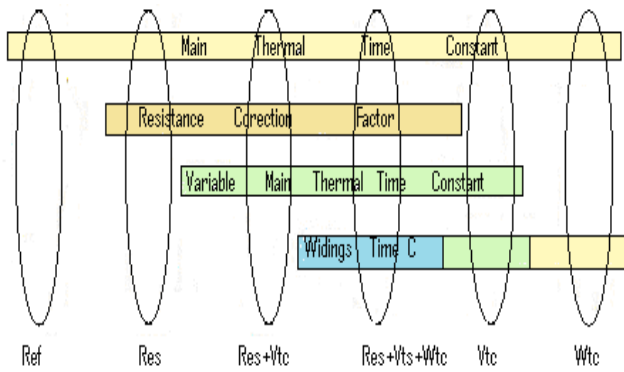 Main Thermal Time Constant
Resistance Corection Factor
Variable Main Thermal Time Constant
Widings Time C
Ref Res Res+Vtc Res+Vts+Wtc Vtc Wtc